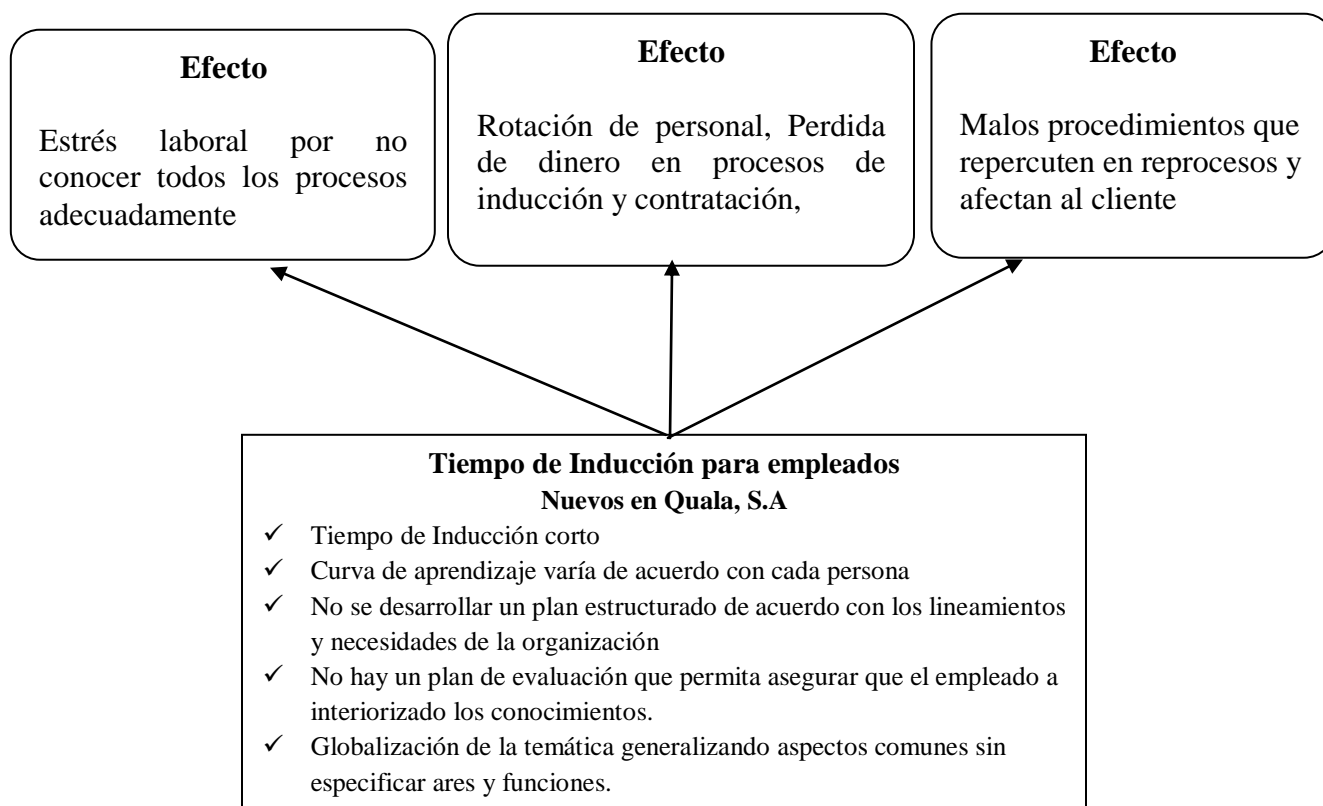 Efecto
Estrés laboral por no
conocer todos los procesos
adecuadamente
Efecto
Rotación de personal, Perdida
de dinero en procesos de
inducción y contratación,
Efecto
Malos procedimientos que
repercuten en reprocesos y
afectan al cliente
Tiempo de Inducción para empleados
Nuevos en Quala, S.A
✓ Tiempo de Inducción corto
✓ Curva de aprendizaje varía de acuerdo con cada persona
✓ No se desarrollar un plan estructurado de acuerdo con los lineamientos
y necesidades de la organización
✓ No hay un plan de evaluación que permita asegurar que el empleado a
interiorizado los conocimientos.
✓ Globalización de la temática generalizando aspectos comunes sin
especificar ares y funciones.